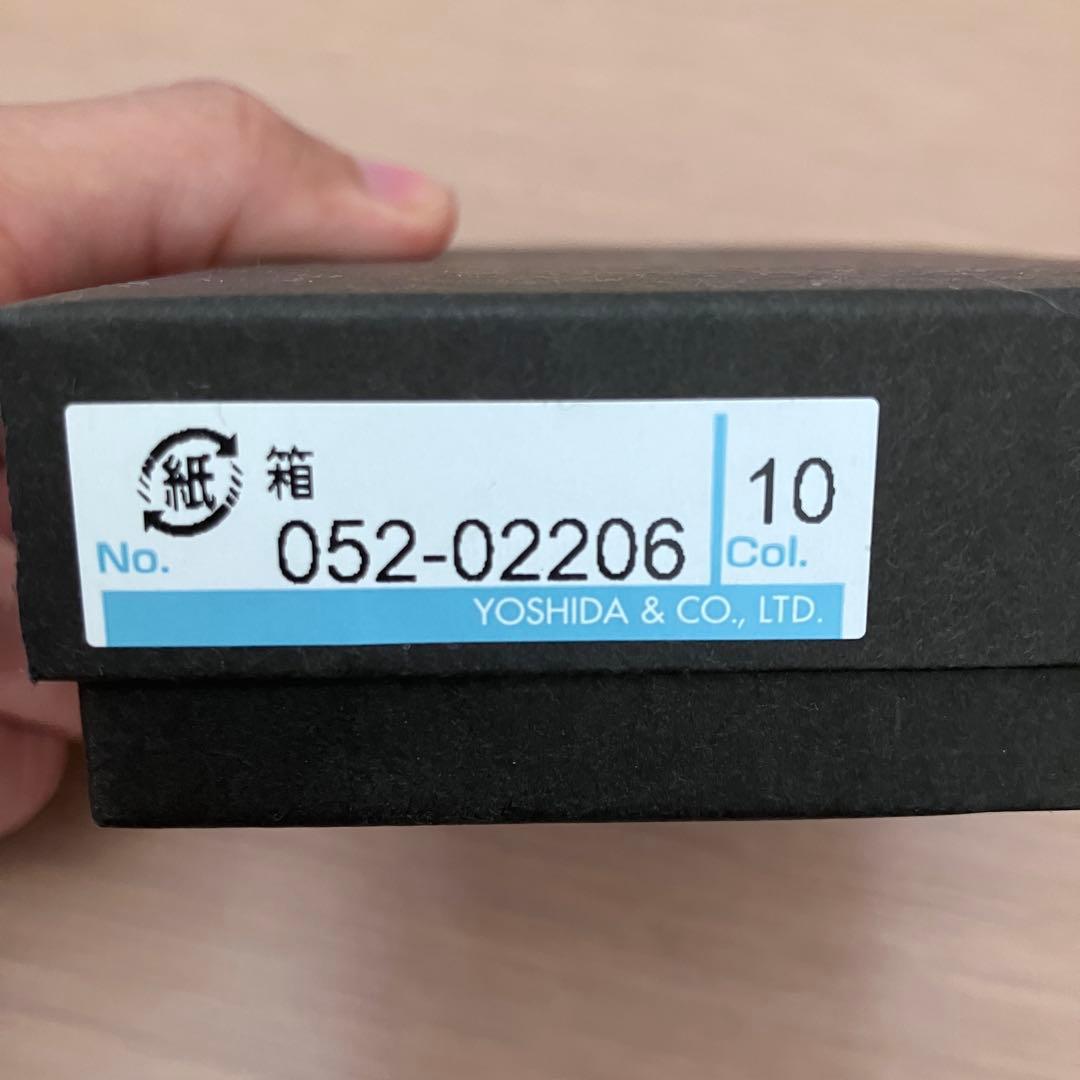 紙 箱
10
No. 052-02206 Col.
YOSHIDA & CO., LTD.